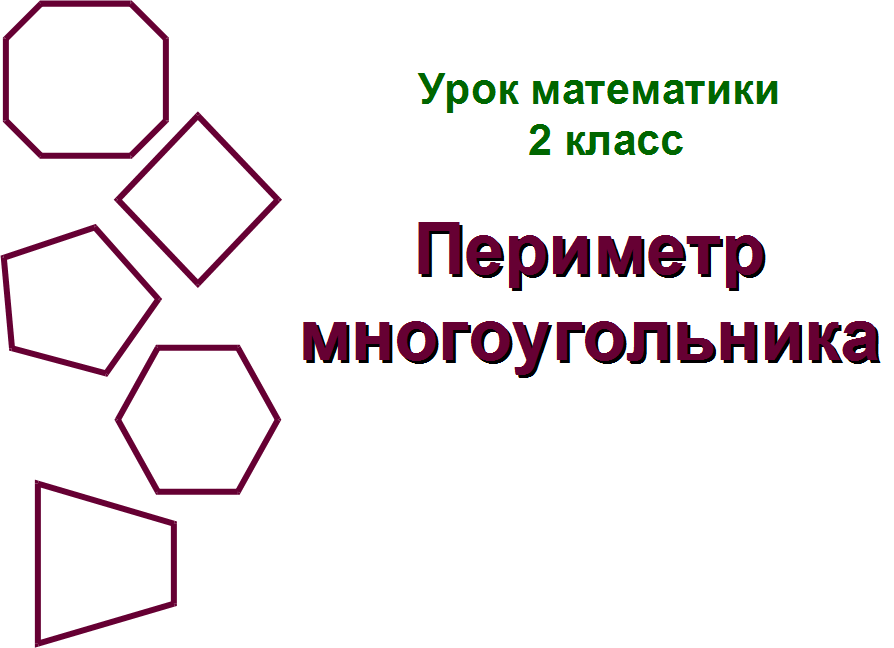 Урок математики
2 класс
Периметр
многоугольника